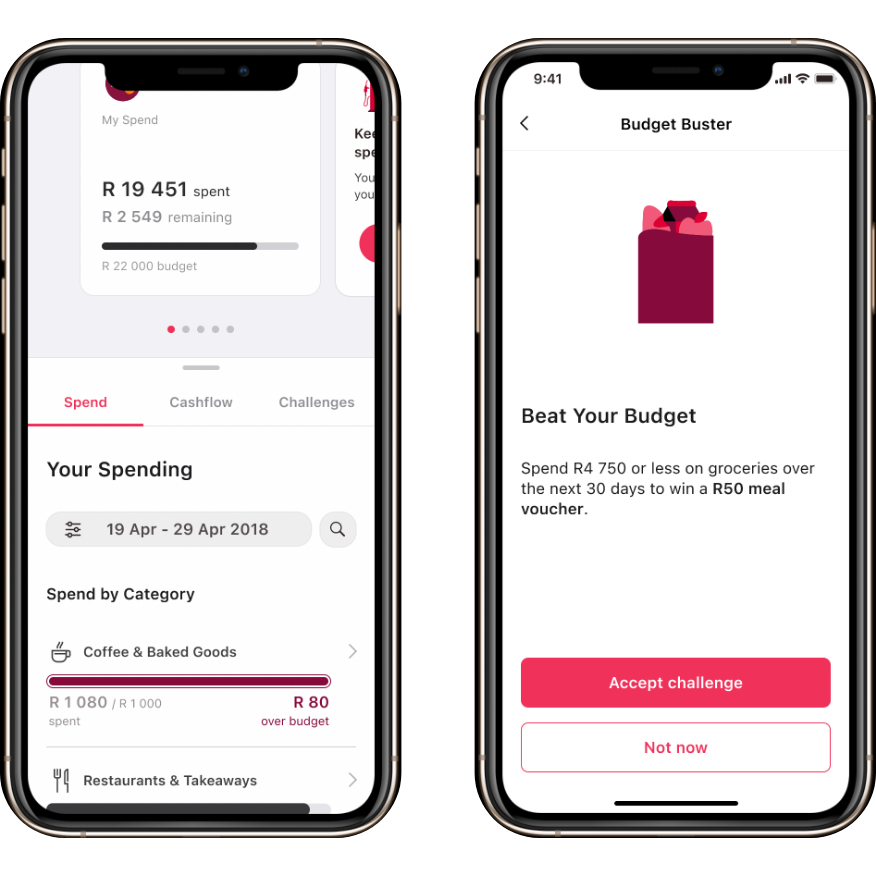 My Spend
R 19 451 spent
R 2 549 remaining
R 22 000 budget
You
you
Spend Cashflow Challenges
Your Spending
19 Apr - 29 Apr 2018
Spend by Category
Coffee & Baked Goods
R 1 080 / R 1 000 R 80
spent over budget
Restaurants & Takeaways
9:41
Budget Buster
Beat Your Budget
Spend R4 750 or less on groceries over
the next 30 days to win a R50 meal
voucher.
Accept challenge
Not now